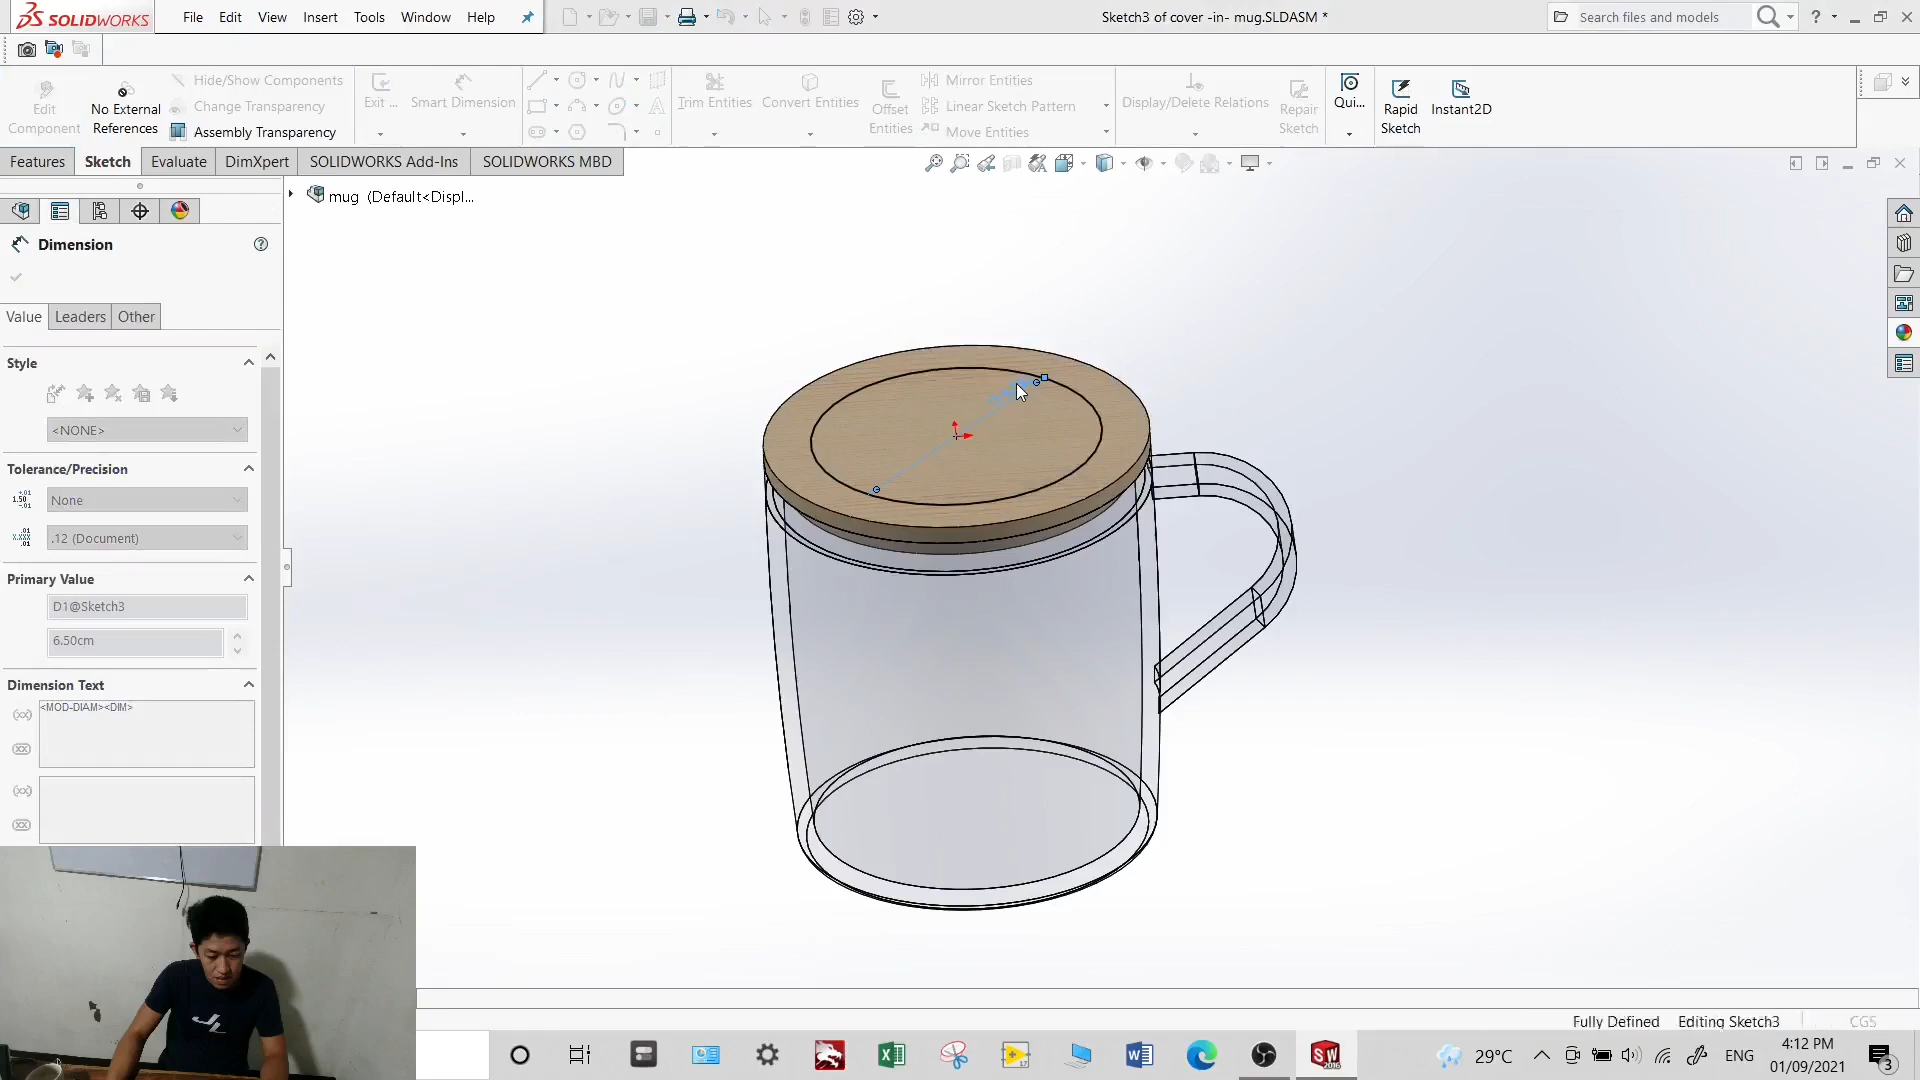 SOLIDWORKS
File Edit View Insert Tools Window Help
Sketch3 of cover -in- mug.SLDASM *
Search files and models
Edit Component
No External References
Hide/Show Components
Change Transparency
Assembly Transparency
Exit ...
Smart Dimension
Trim Entities
Convert Entities
Offset Entities
Mirror Entities
Linear Sketch Pattern
Move Entities
Display/Delete Relations
Repair Sketch
Qui...
Rapid Sketch
Instant2D
Features Sketch Evaluate DimXpert SOLIDWORKS Add-Ins SOLIDWORKS MBD
mug (Default<Displ...
Dimension
Value Leaders Other
Style
<NONE>
Tolerance/Precision
None
.12 (Document)
Primary Value
D1@Sketch3
6.50cm
Dimension Text
<MOD-DIAM><DIM>
Fully Defined Editing Sketch3 CGS
29°C ENG 4:12 PM
01/09/2021
3